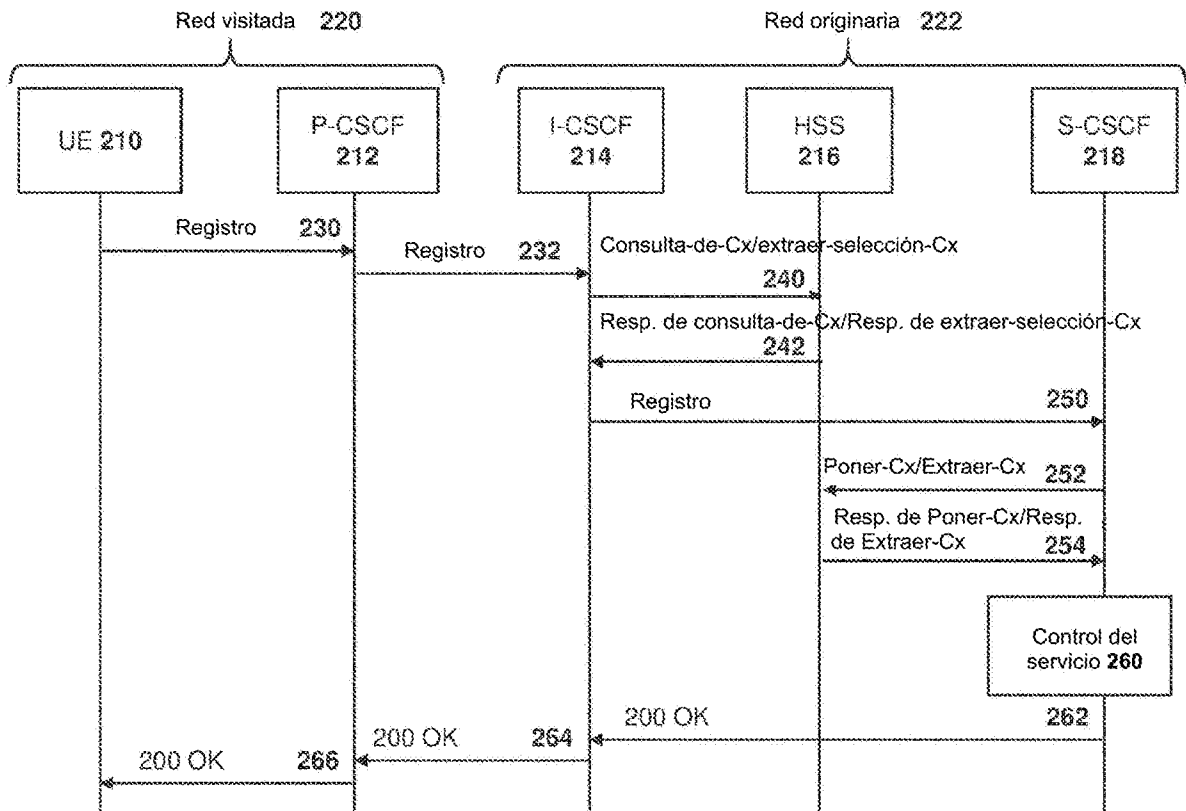 Red visitada 220
Red originaria 222
UE 210
P-CSCF
212
I-CSCF
214
HSS
216
S-CSCF
218
Registro 230
Registro 232
Consulta-de-Cx/extraer-selección-Cx
240
Resp. de consulta-de-Cx/Resp. de extraer-selección-Cx
242
Registro 250
Poner-Cx/Extraer-Cx 252
Resp. de Poner-Cx/Resp.
de Extraer-Cx 254
Control del
servicio 260
200 OK 262
200 OK 264
200 OK 266